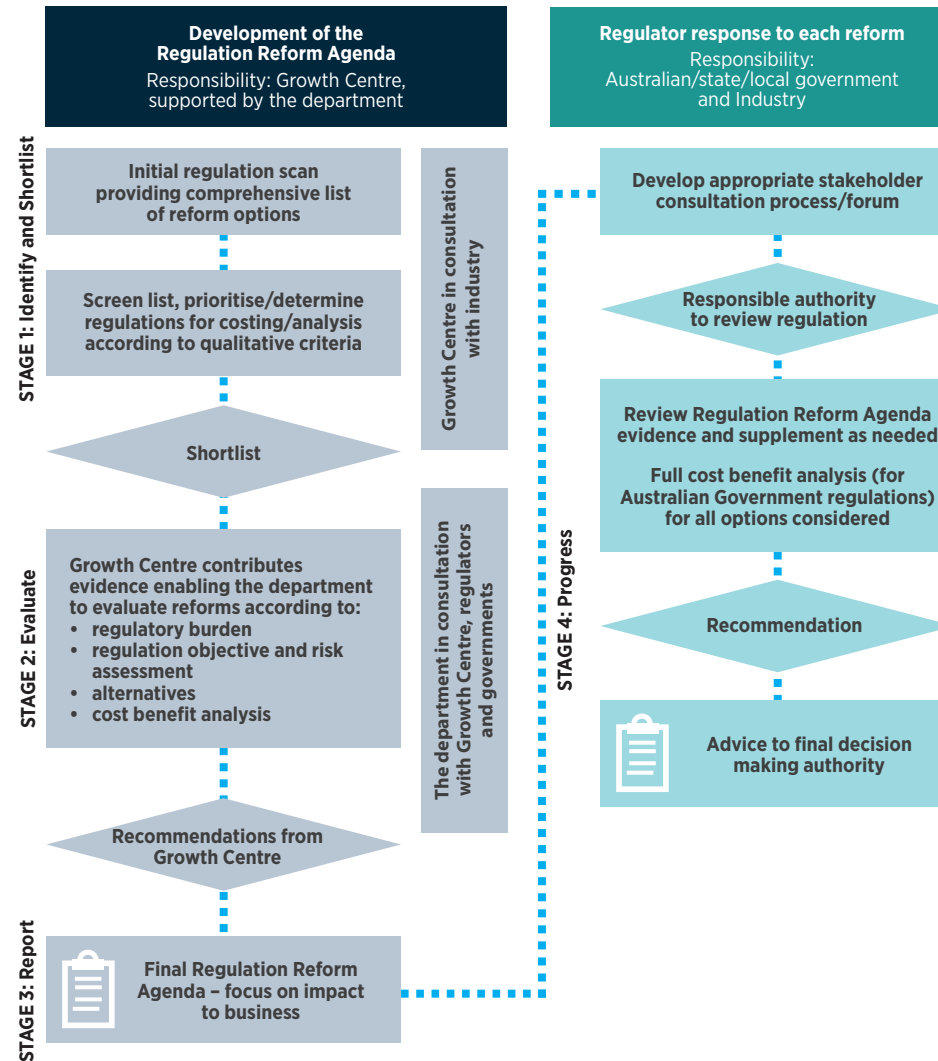 Development of the
Regulation Reform Agenda
Responsibility: Growth Centre,
supported by the department
STAGE 1: Identify and Shortlist
Initial regulation scan
providing comprehensive list
of reform options
Screen list, prioritise/determine
regulations for costing/analysis
according to qualitative criteria
Shortlist
Growth Centre in consultation
with industry
STAGE 2: Evaluate
Growth Centre contributes
evidence enabling the department
to evaluate reforms according to:
• regulatory burden
• regulation objective and risk
assessment
• alternatives
• cost benefit analysis
The department in consultation
with Growth Centre, regulators
and governments
Recommendations from
Growth Centre
STAGE 3: Report
Final Regulation Reform
Agenda – focus on impact
to business
Regulator response to each reform
Responsibility:
Australian/state/local government
and Industry
STAGE 4: Progress
Develop appropriate stakeholder
consultation process/forum
Responsible authority
to review regulation
Review Regulation Reform Agenda
evidence and supplement as needed
Full cost benefit analysis (for
Australian Government regulations)
for all options considered
Recommendation
Advice to final decision
making authority